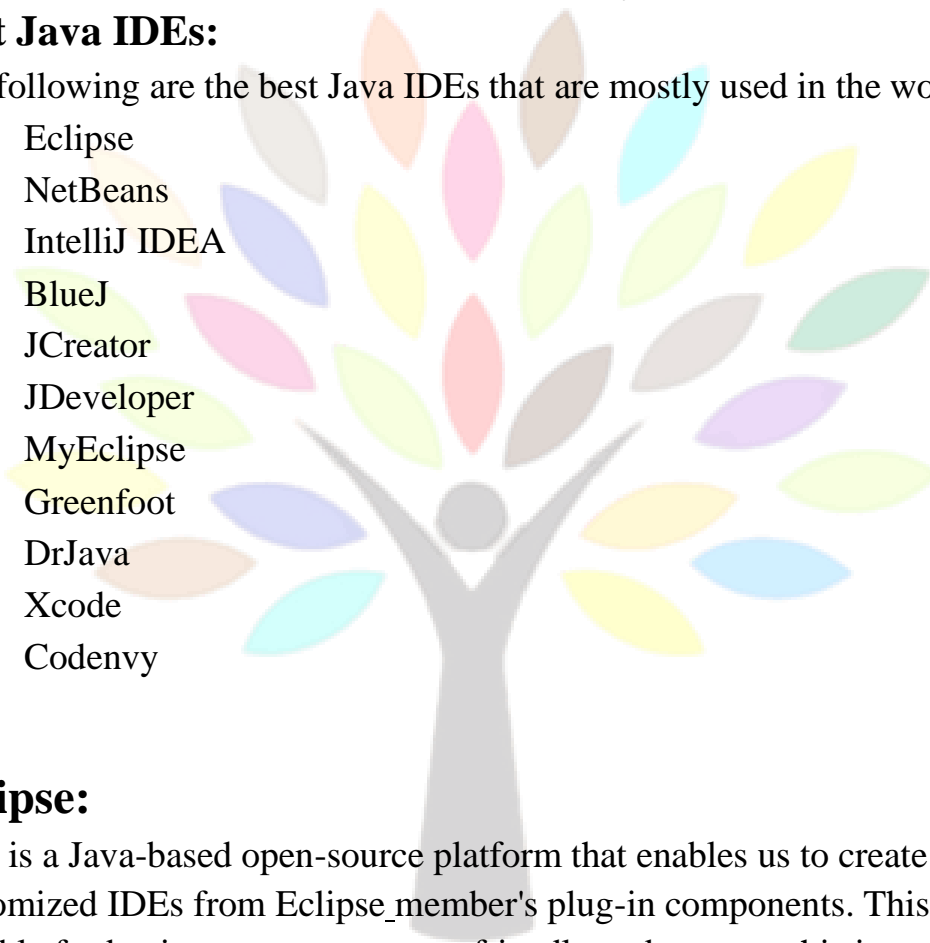 t Java IDEs:
following are the best Java IDEs that are mostly used in the wo
Eclipse
NetBeans
IntelliJ IDEA
BlueJ
JCreator
JDeveloper
MyEclipse
Greenfoot
DrJava
Xcode
Codenvy
ipse:
is a Java-based open-source platform that enables us to create
omized IDEs from Eclipse member's plug-in components. This